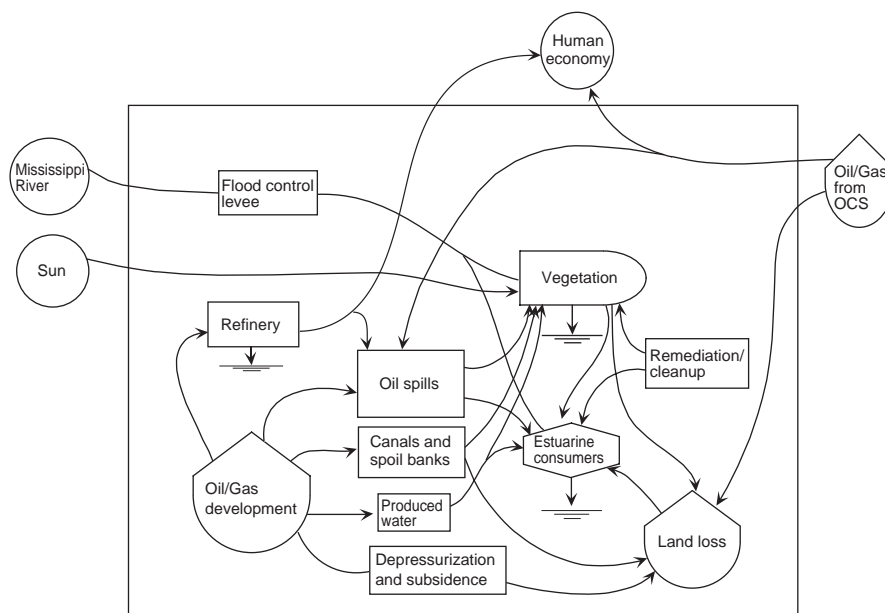 Human
economy
Mississippi
River
Flood control
levee
Oil/Gas
from
OCS
Sun
Vegetation
Refinery
Remediation/
cleanup
Oil spills
Canals and
spoil banks
Estuarine
consumers
Oil/Gas
development
Produced
water
Land loss
Depressurization
and subsidence